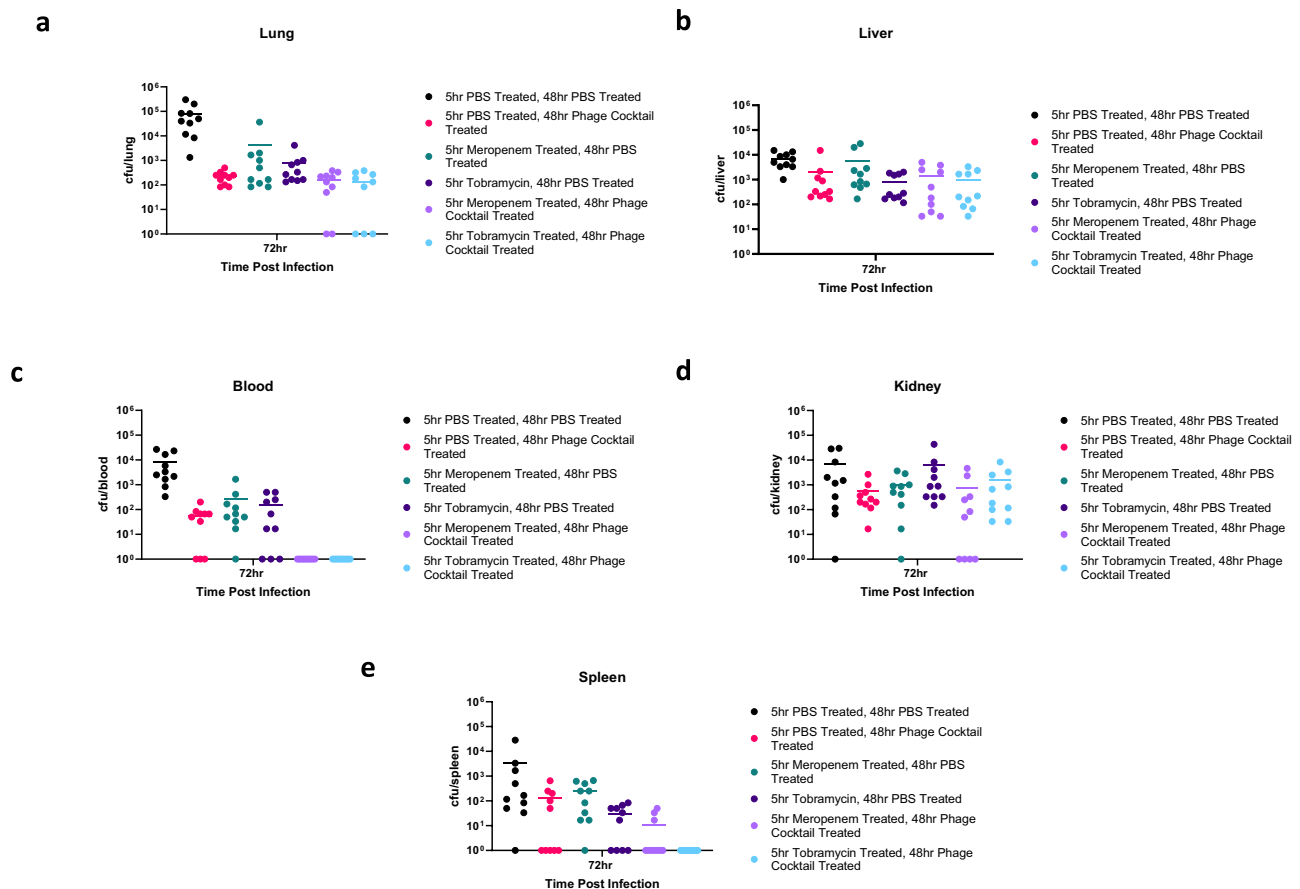 a
Lung
cfu/lung
10⁶
10⁵
10⁴
10³
10²
10¹
10⁰
72hr
Time Post Infection
5hr PBS Treated, 48hr PBS Treated
5hr PBS Treated, 48hr Phage Cocktail
Treated
5hr Meropenem Treated, 48hr PBS
Treated
5hr Tobramycin, 48hr PBS Treated
5hr Meropenem Treated, 48hr Phage
Cocktail Treated
5hr Tobramycin Treated, 48hr Phage
Cocktail Treated
b
Liver
cfu/liver
10⁶
10⁵
10⁴
10³
10²
10¹
10⁰
72hr
Time Post Infection
5hr PBS Treated, 48hr PBS Treated
5hr PBS Treated, 48hr Phage Cocktail
Treated
5hr Meropenem Treated, 48hr PBS
Treated
5hr Tobramycin, 48hr PBS Treated
5hr Meropenem Treated, 48hr Phage
Cocktail Treated
5hr Tobramycin Treated, 48hr Phage
Cocktail Treated
c
Blood
cfu/blood
10⁶
10⁵
10⁴
10³
10²
10¹
10⁰
72hr
Time Post Infection
5hr PBS Treated, 48hr PBS Treated
5hr PBS Treated, 48hr Phage Cocktail
Treated
5hr Meropenem Treated, 48hr PBS
Treated
5hr Tobramycin, 48hr PBS Treated
5hr Meropenem Treated, 48hr Phage
Cocktail Treated
5hr Tobramycin Treated, 48hr Phage
Cocktail Treated
d
Kidney
cfu/kidney
10⁶
10⁵
10⁴
10³
10²
10¹
10⁰
72hr
Time Post Infection
5hr PBS Treated, 48hr PBS Treated
5hr PBS Treated, 48hr Phage Cocktail
Treated
5hr Meropenem Treated, 48hr PBS
Treated
5hr Tobramycin, 48hr PBS Treated
5hr Meropenem Treated, 48hr Phage
Cocktail Treated
5hr Tobramycin Treated, 48hr Phage
Cocktail Treated
e
Spleen
cfu/spleen
10⁶
10⁵
10⁴
10³
10²
10¹
10⁰
72hr
Time Post Infection
5hr PBS Treated, 48hr PBS Treated
5hr PBS Treated, 48hr Phage Cocktail
Treated
5hr Meropenem Treated, 48hr PBS
Treated
5hr Tobramycin, 48hr PBS Treated
5hr Meropenem Treated, 48hr Phage
Cocktail Treated
5hr Tobramycin Treated, 48hr Phage
Cocktail Treated